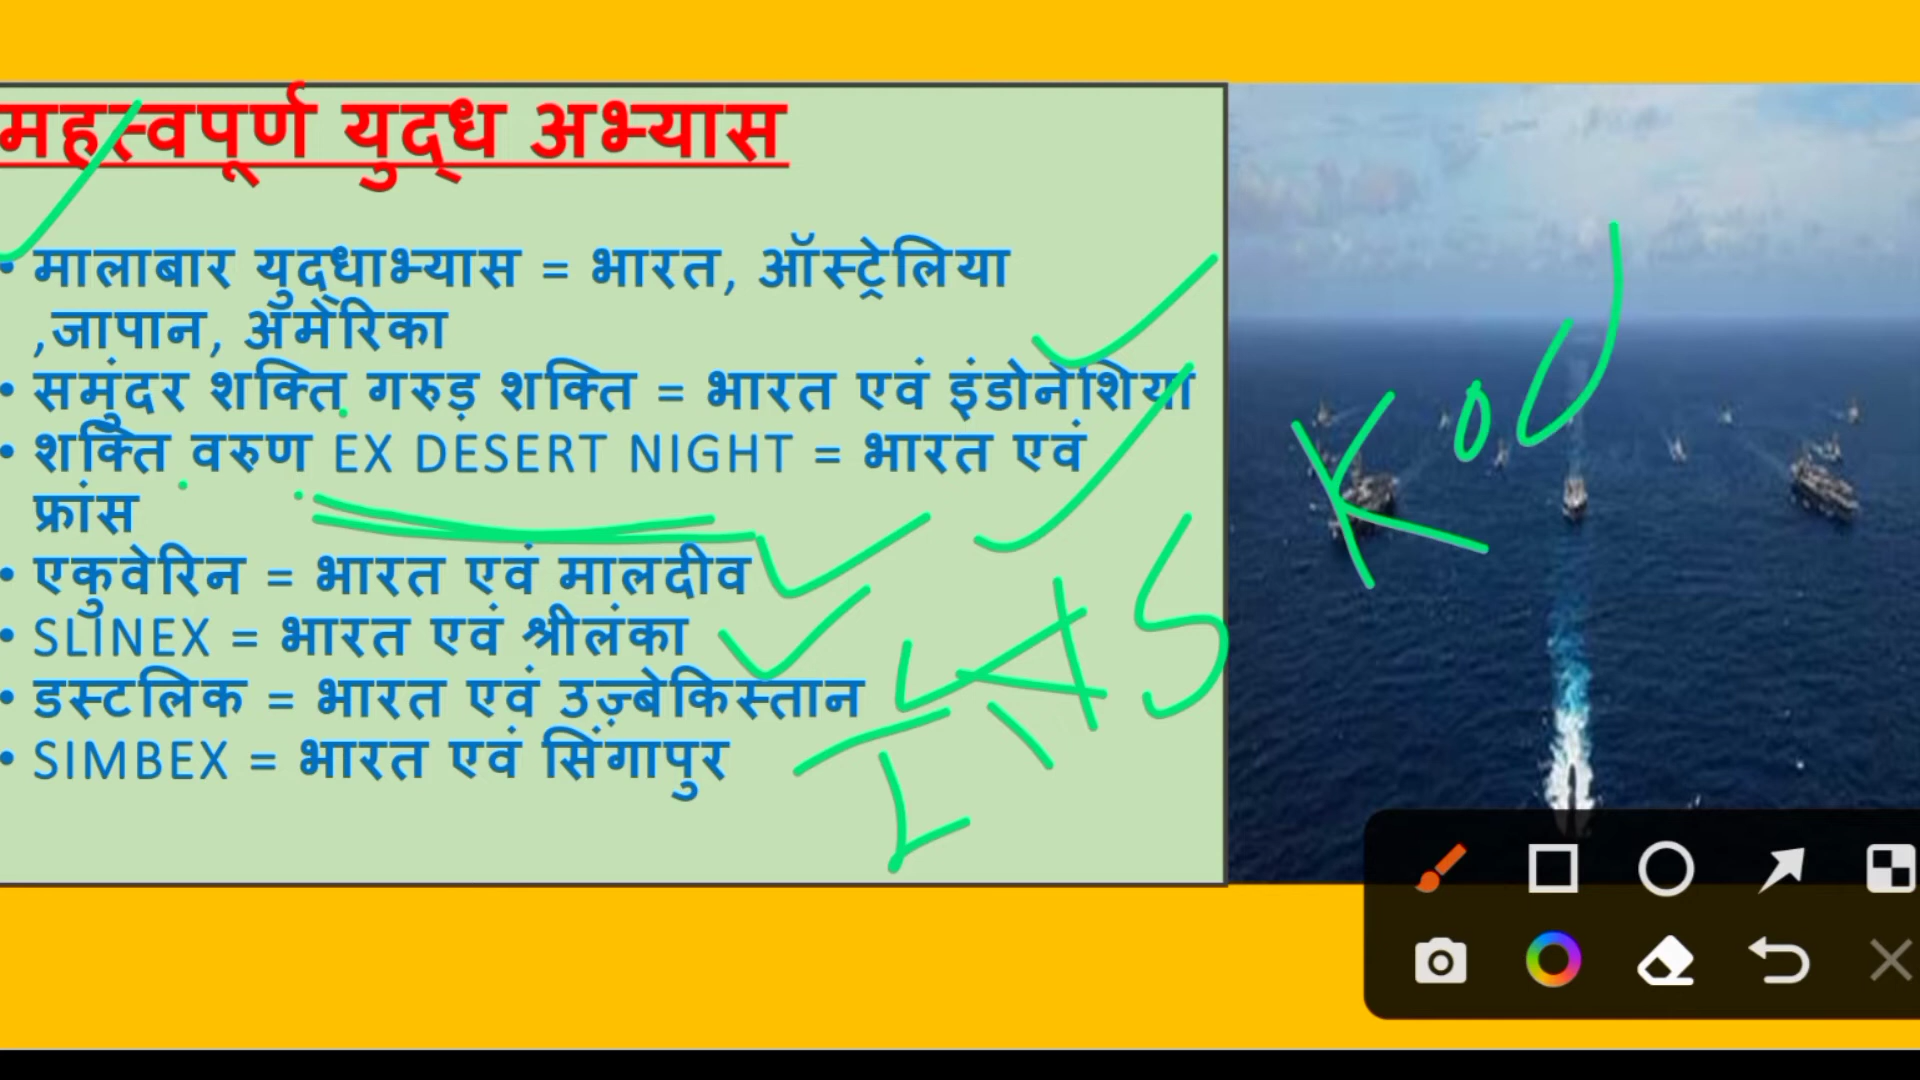 महत्वपूर्ण युद्ध अभ्यास
• मालाबार युद्धाभ्यास = भारत, ऑस्ट्रेलिया
,जापान, अमेरिका
• समुंदर शक्ति गरुड़ शक्ति = भारत एवं इंडोनेशिया
• शक्ति वरुण EX DESERT NIGHT = भारत एवं
फ्रांस
• एकुवेरिन = भारत एवं मालदीव
• SLINEX = भारत एवं श्रीलंका
• डस्टलिक = भारत एवं उज़्बेकिस्तान
• SIMBEX = भारत एवं सिंगापुर